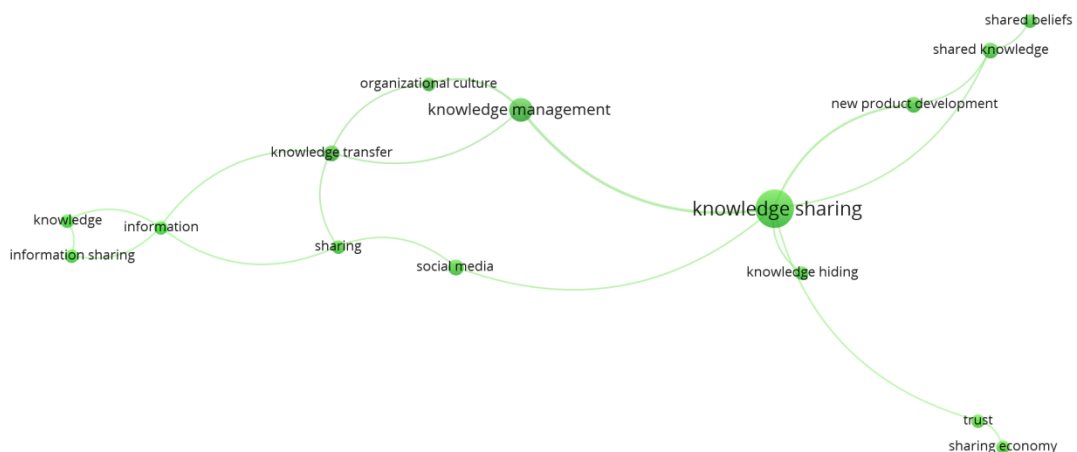 shared beliefs
shared knowledge
organizational culture
knowledge management
new product development
knowledge transfer
knowledge sharing
knowledge
information
information sharing
sharing
social media
knowledge hiding
trust
sharing economy